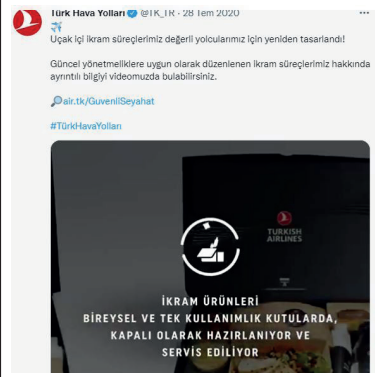 Türk Hava Yolları @TK_TR · 28 Tem 2020
Uçak içi ikram süreçlerimiz değerli yolcularımız için yeniden tasarlandı!
Güncel yönetmeliklere uygun olarak düzenlenen ikram süreçlerimiz hakkında
ayrıntılı bilgiyi videomuzda bulabilirsiniz.
air.tk/GuvenliSeyahat
#TürkHavaYolları
TURKISH
AIRLINES
İKRAM ÜRÜNLERİ
BİREYSEL VE TEK KULLANIMLIK KUTULARDA,
KAPALI OLARAK HAZIRLANIYOR VE
SERVİS EDİLİYOR